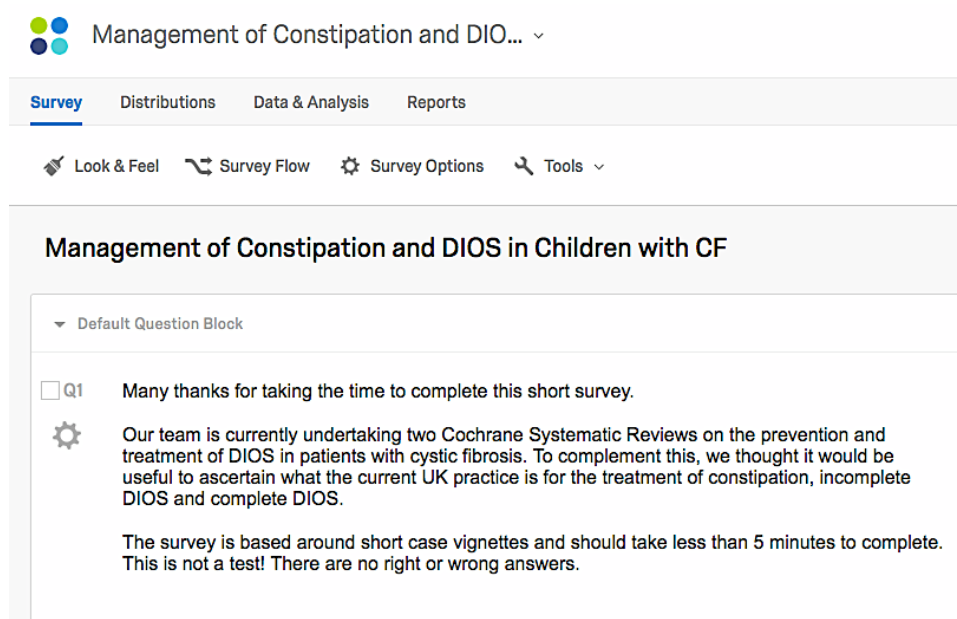 Management of Constipation and DIO...
Survey Distributions Data & Analysis Reports
Look & Feel Survey Flow Survey Options Tools
Management of Constipation and DIOS in Children with CF
Default Question Block
Q1 Many thanks for taking the time to complete this short survey.
Our team is currently undertaking two Cochrane Systematic Reviews on the prevention and
treatment of DIOS in patients with cystic fibrosis. To complement this, we thought it would be
useful to ascertain what the current UK practice is for the treatment of constipation, incomplete
DIOS and complete DIOS.
The survey is based around short case vignettes and should take less than 5 minutes to complete.
This is not a test! There are no right or wrong answers.